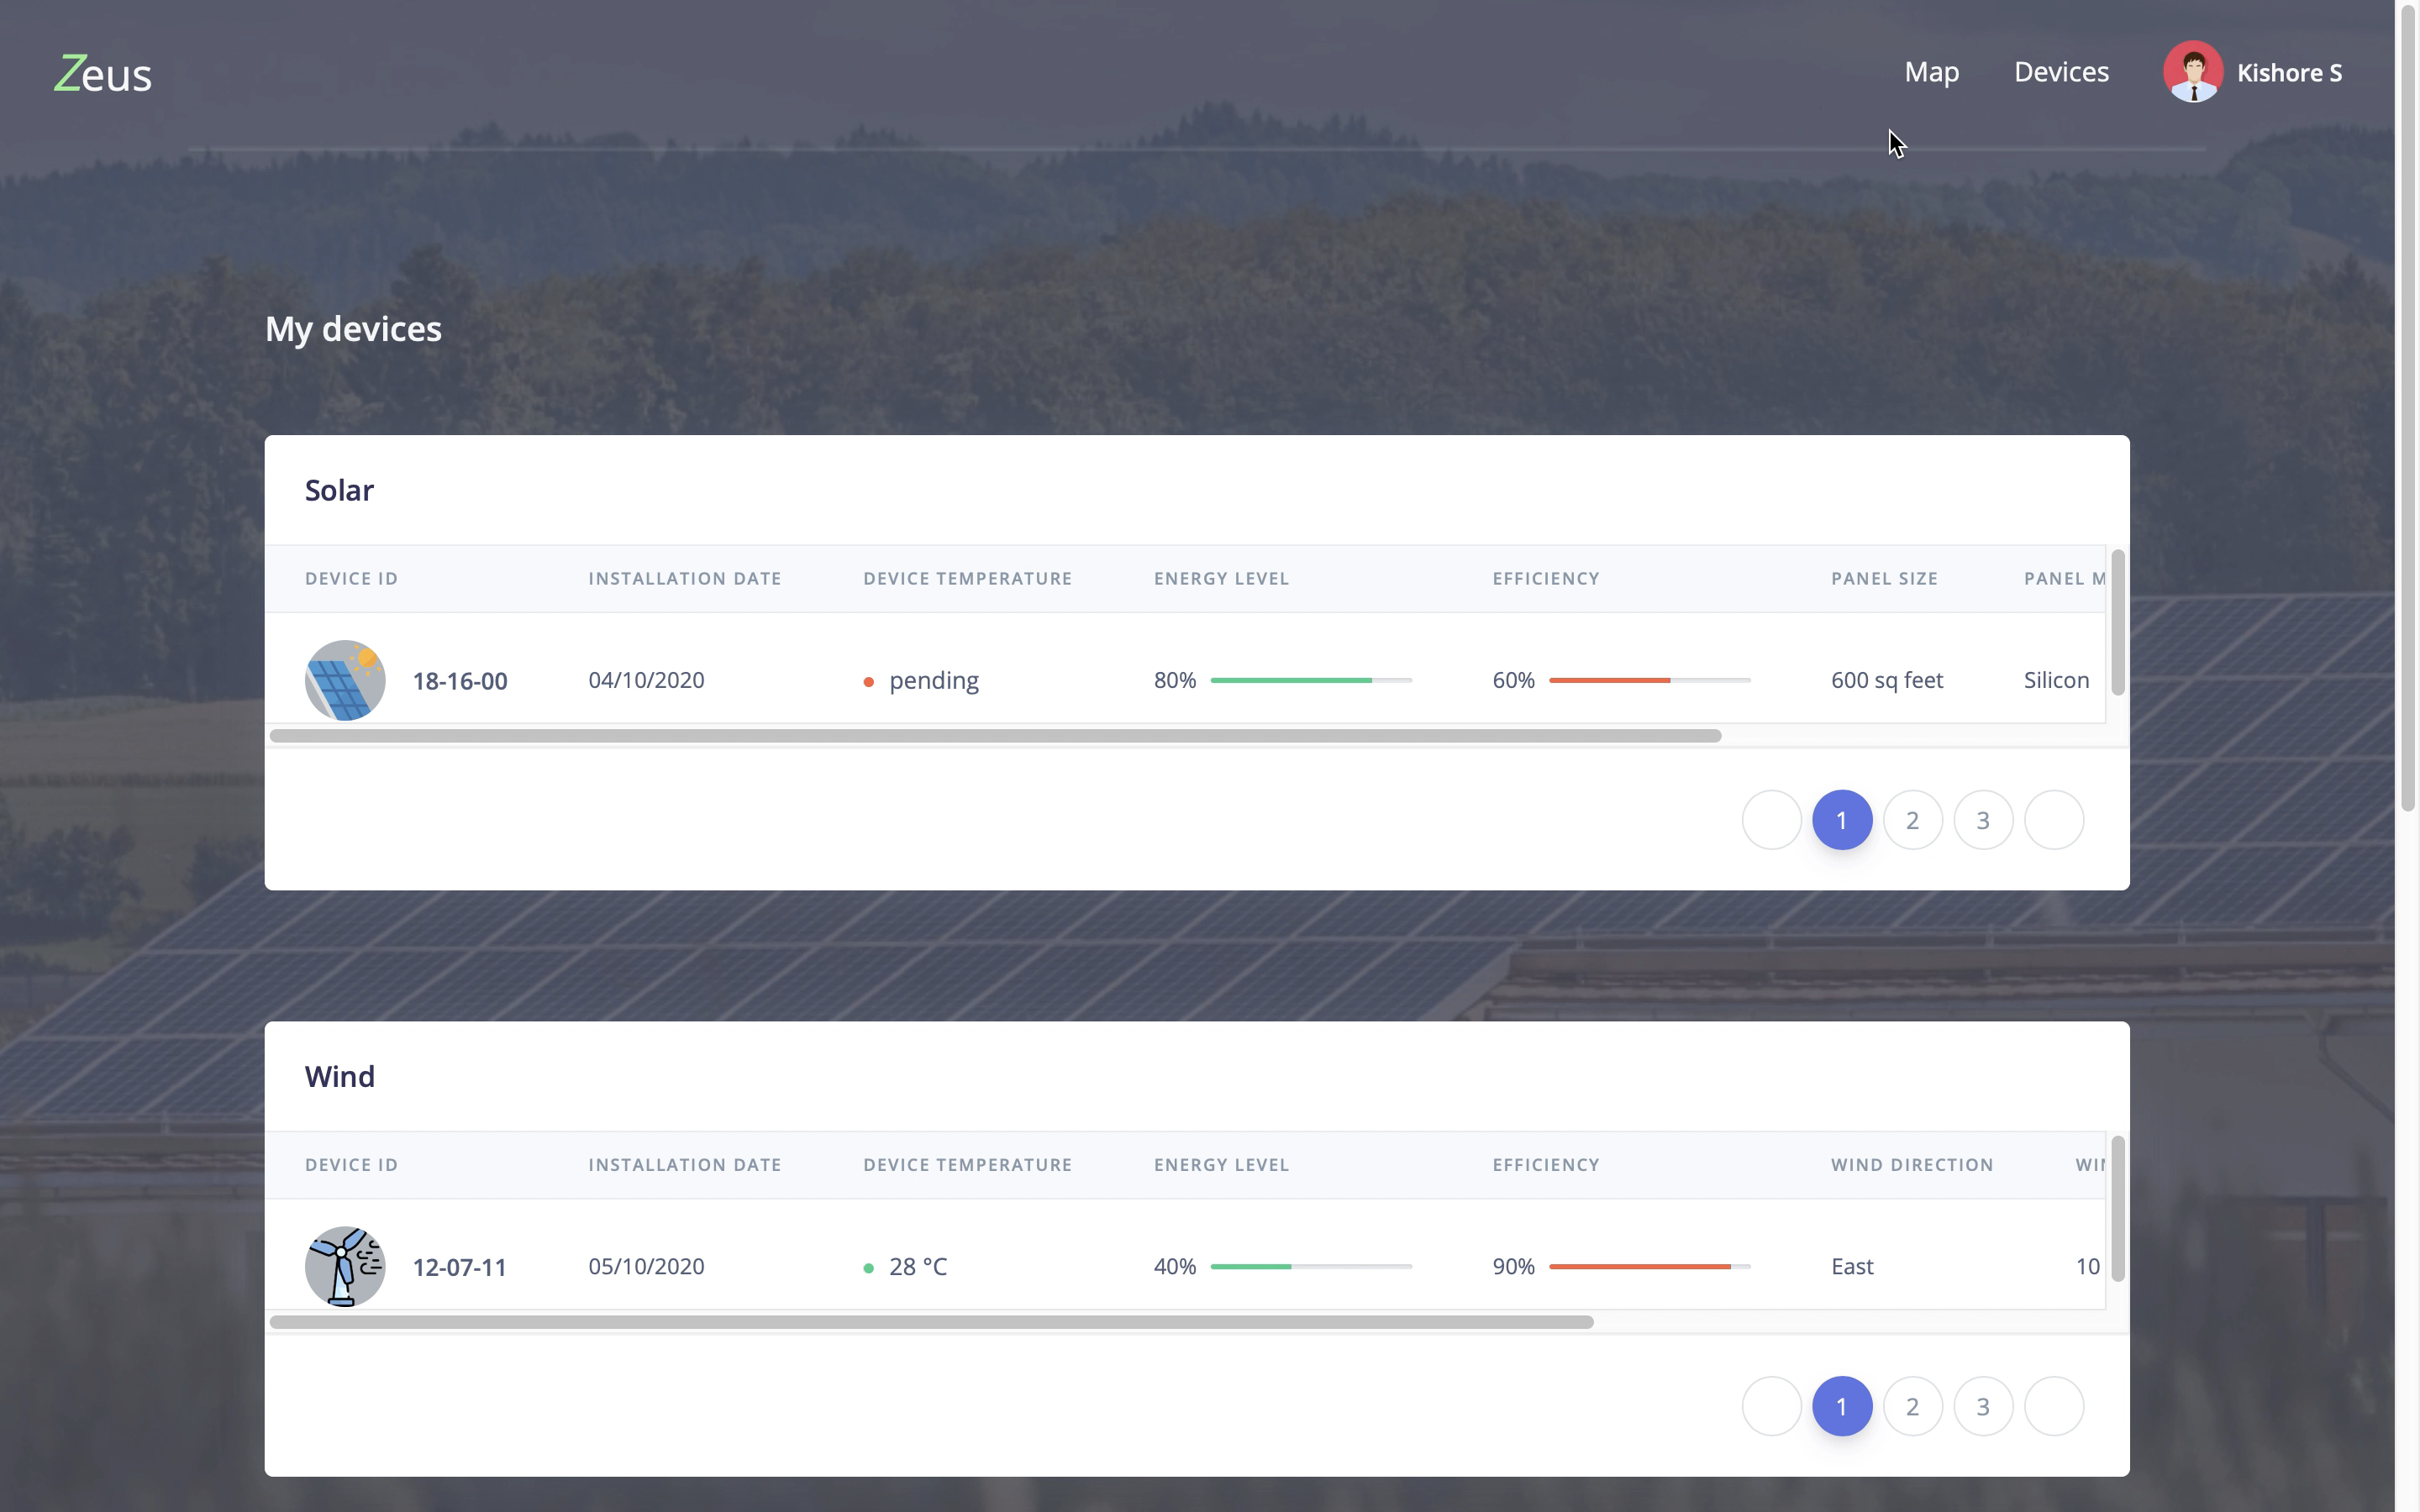 Zeus
Map Devices Kishore S
My devices
Solar
DEVICE ID INSTALLATION DATE DEVICE TEMPERATURE ENERGY LEVEL EFFICIENCY PANEL SIZE PANEL M
18-16-00 04/10/2020 pending 80% 60% 600 sq feet Silicon
1 2 3
Wind
DEVICE ID INSTALLATION DATE DEVICE TEMPERATURE ENERGY LEVEL EFFICIENCY WIND DIRECTION WIN
12-07-11 05/10/2020 28 °C 40% 90% East 10
1 2 3